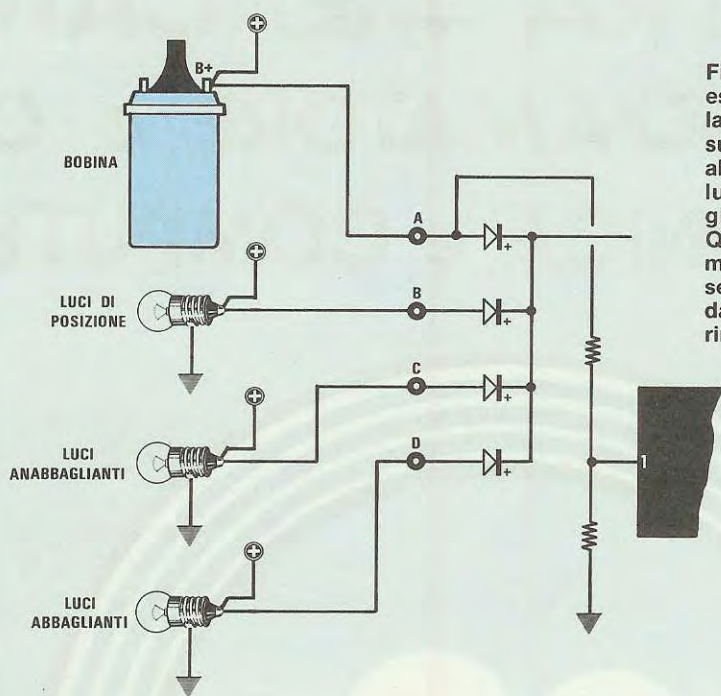 B+
BOBINA
A
+
LUCI DI
POSIZIONE
B
+
C
+
LUCI
ANABBAGLIANTI
D
+
1
LUCI
ABBAGLIANTI